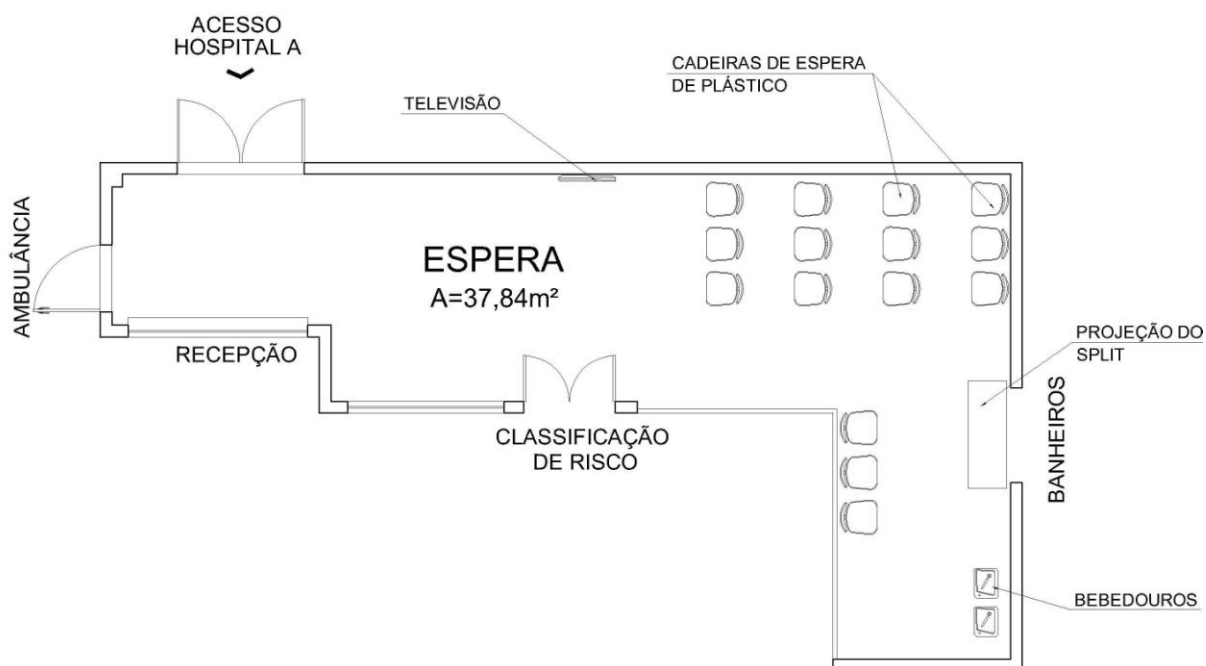 ACESSO
HOSPITAL A
CADEIRAS DE ESPERA
DE PLÁSTICO
TELEVISÃO
AMBULÂNCIA
ESPERA
A=37,84m²
RECEPÇÃO
PROJEÇÃO DO
SPLIT
CLASSIFICAÇÃO
DE RISCO
BANHEIROS
BEBEDOUROS